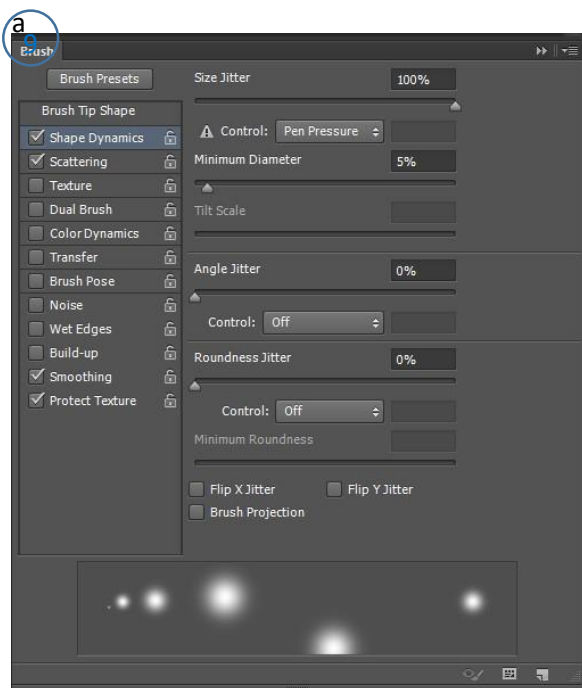 a
9
Brush
Brush Presets
Size Jitter 100%
Brush Tip Shape
Shape Dynamics
Control: Pen Pressure
Scattering
Minimum Diameter 5%
Texture
Dual Brush
Tilt Scale
Color Dynamics
Transfer
Angle Jitter 0%
Brush Pose
Noise
Control: Off
Wet Edges
Build-up
Roundness Jitter 0%
Smoothing
Protect Texture
Control: Off
Minimum Roundness
Flip X Jitter Flip Y Jitter
Brush Projection